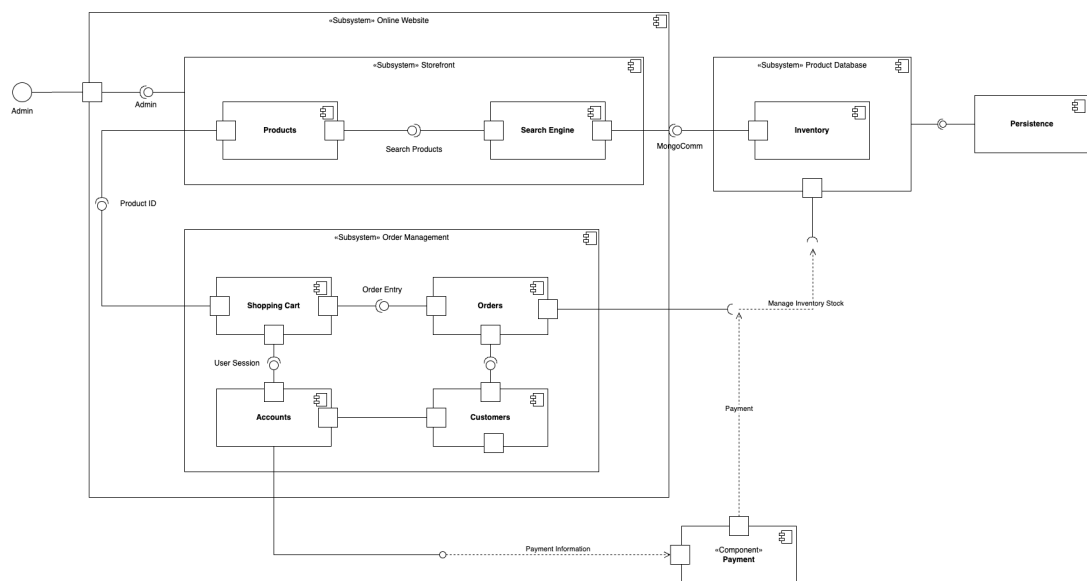 «Subsystem» Online Website
«Subsystem» Storefront
«Subsystem» Product Database
Admin
Admin
Products
Search Engine
Inventory
Persistence
Search Products
MongoComm
Product ID
«Subsystem» Order Management
Shopping Cart
Order Entry
Orders
Manage Inventory Stock
User Session
Accounts
Customers
Payment
Payment Information
«Component»
Payment